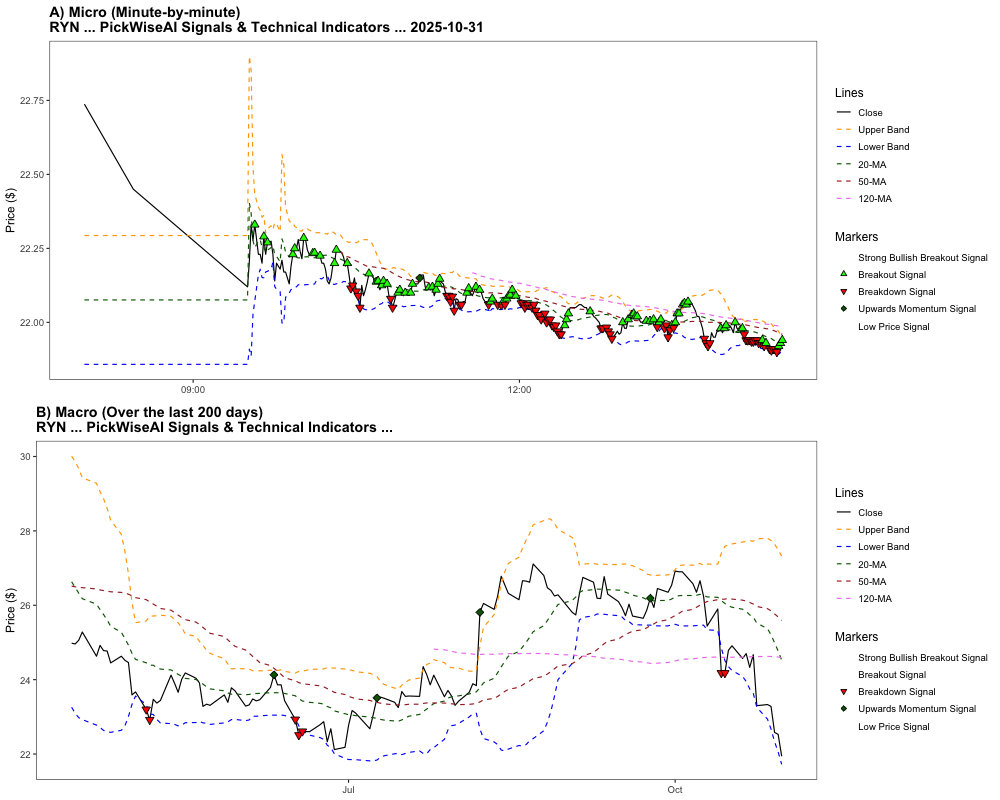 A) Micro (Minute-by-minute)
RYN ... PickWiseAI Signals & Technical Indicators ... 2025-10-31
Price ($)
22.75
22.50
22.25
22.00
09:00
12:00
Lines
Close
Upper Band
Lower Band
20-MA
50-MA
120-MA
Markers
Strong Bullish Breakout Signal
Breakout Signal
Breakdown Signal
Upwards Momentum Signal
Low Price Signal
B) Macro (Over the last 200 days)
RYN ... PickWiseAI Signals & Technical Indicators ...
Price ($)
30
28
26
24
22
Jul
Oct
Lines
Close
Upper Band
Lower Band
20-MA
50-MA
120-MA
Markers
Strong Bullish Breakout Signal
Breakout Signal
Breakdown Signal
Upwards Momentum Signal
Low Price Signal